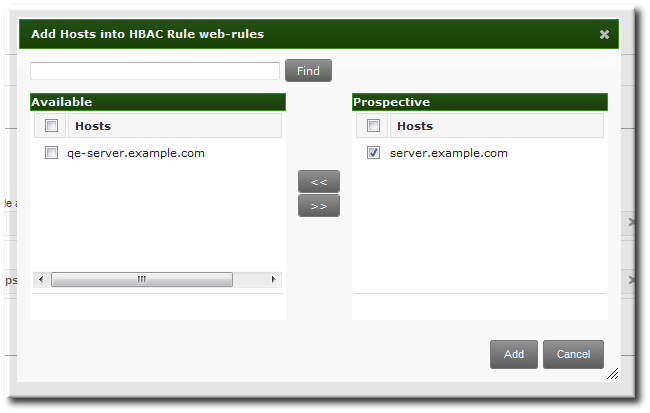 Add Hosts into HBAC Rule web-rules
Find
Available
Prospective
Hosts
Hosts
qe-server.example.com
server.example.com
<<
>>
Add
Cancel